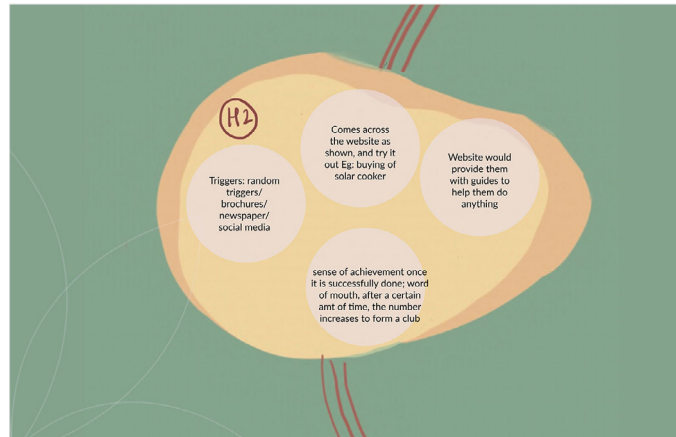 H2
Triggers: random
triggers/
brochures/
newspaper/
social media
Comes across
the website as
shown, and try it
out Eg: buying of
solar cooker
Website would
provide them
with guides to
help them do
anything
sense of achievement once
it is successfully done; word
of mouth, after a certain
amt of time, the number
increases to form a club